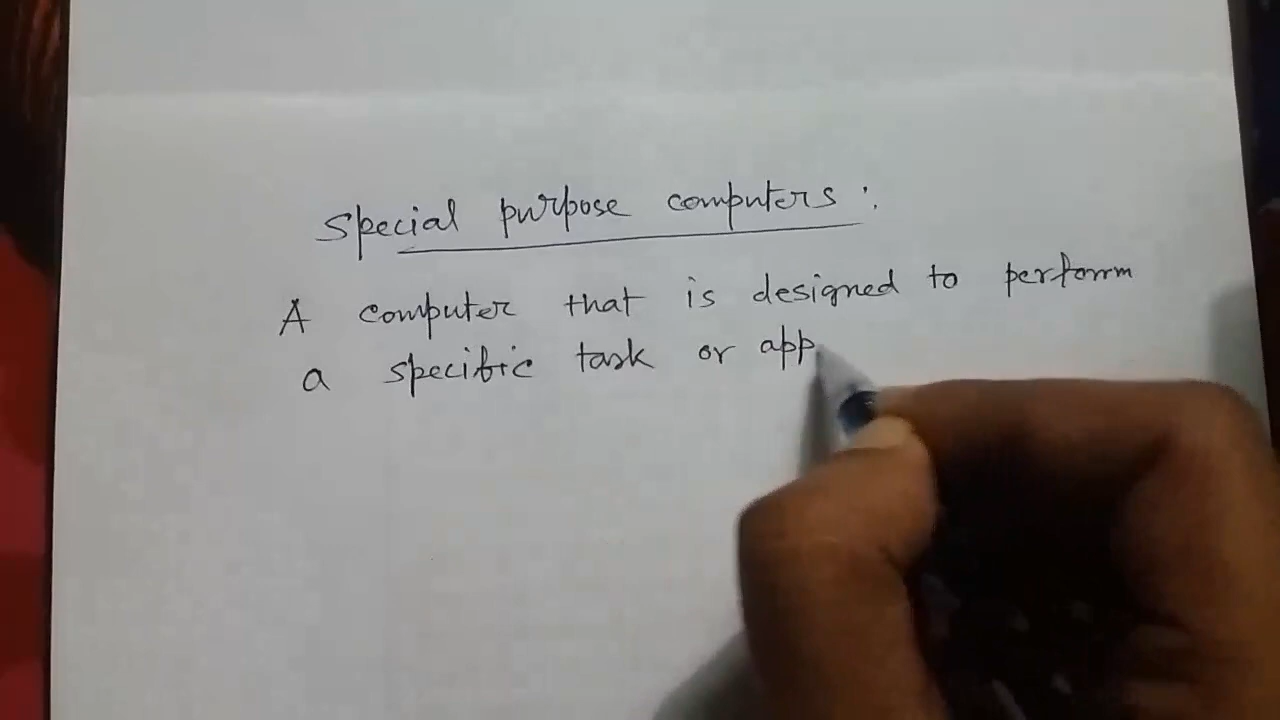 Special purpose computers :
A computer that is designed to perform
a specific task or app